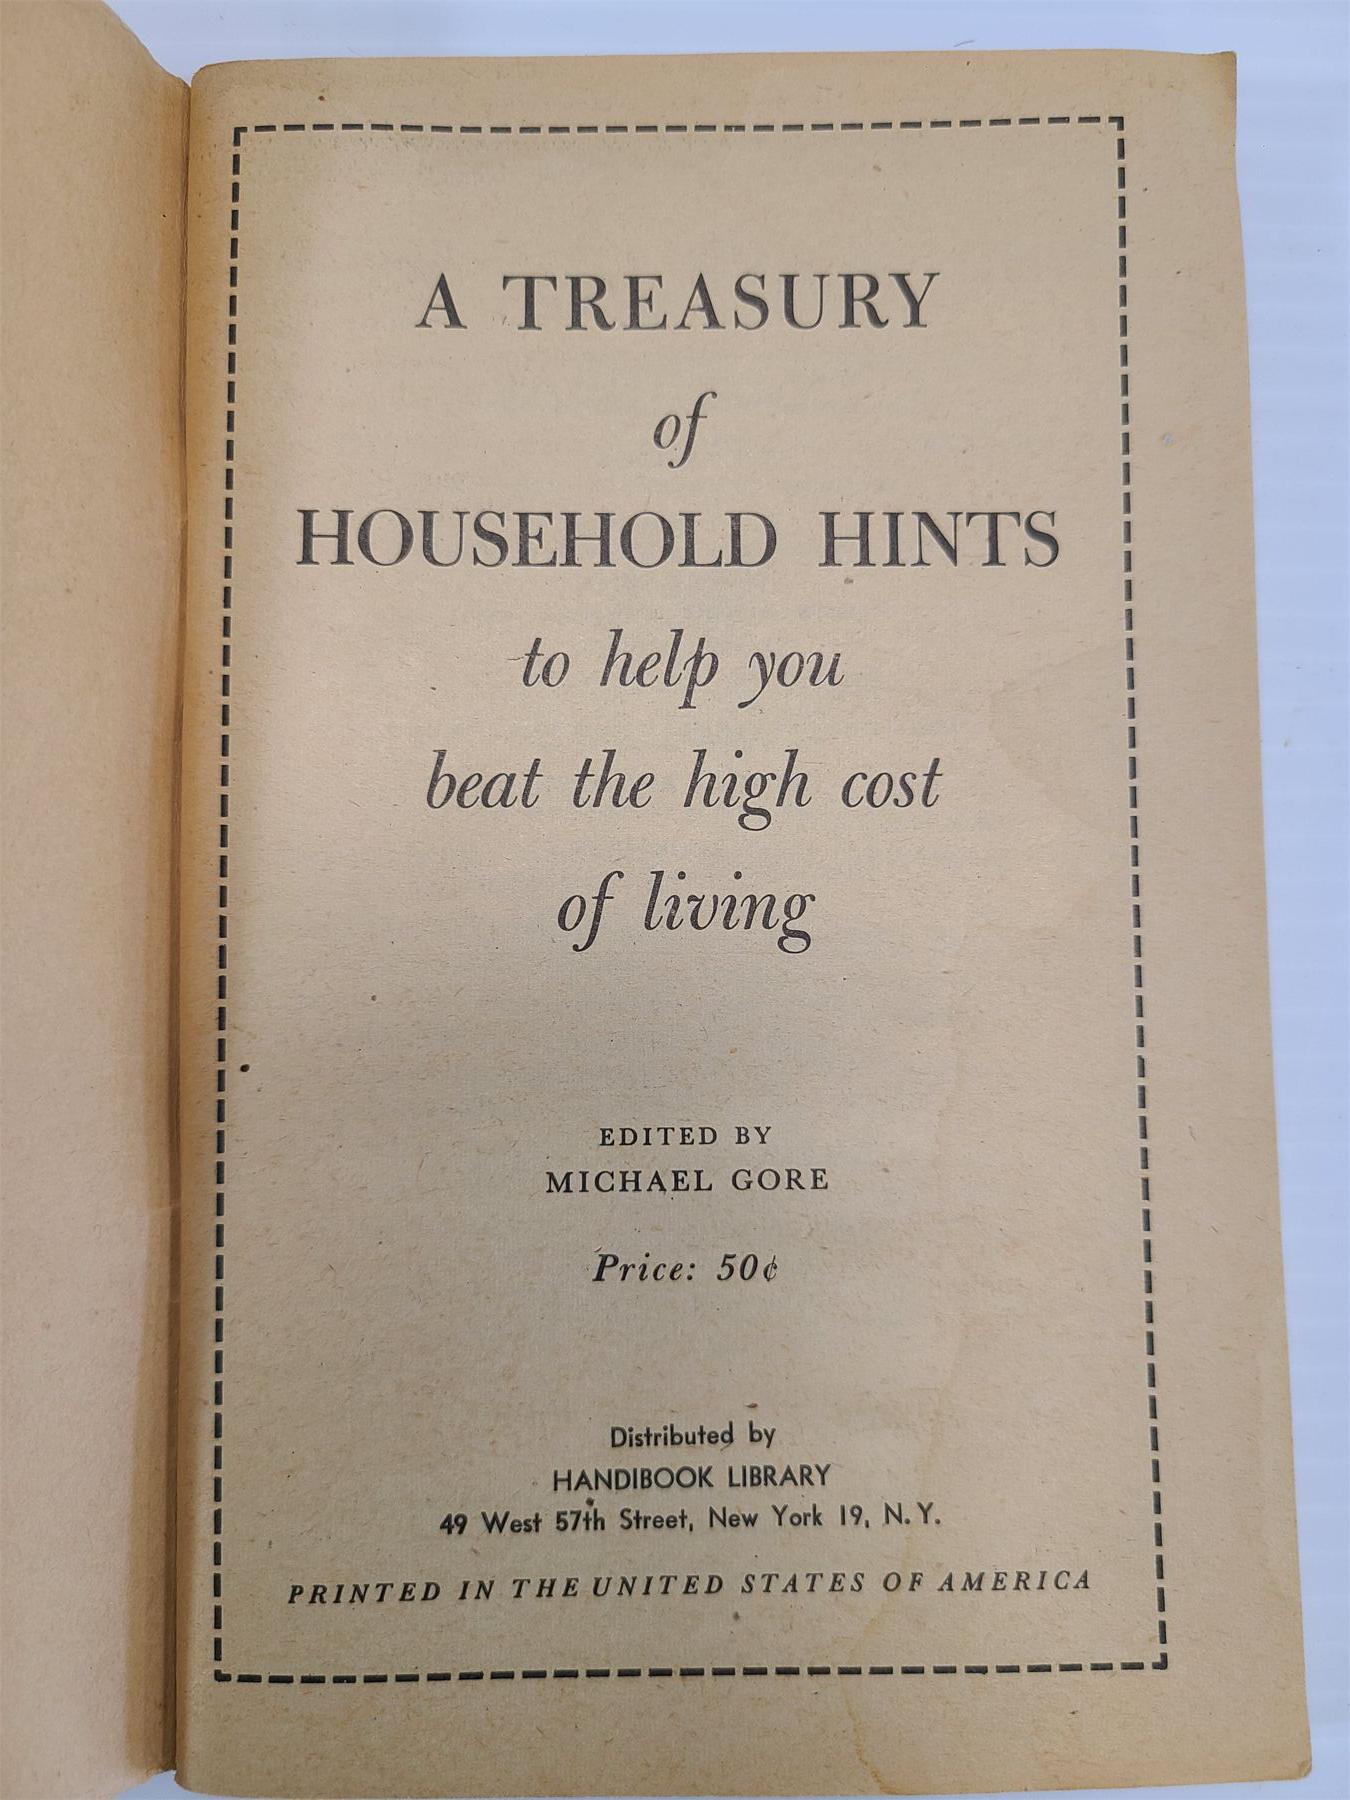 A TREASURY
of
HOUSEHOLD HINTS
to help you
beat the high cost
of living
EDITED BY
MICHAEL GORE
Price: 50¢
Distributed by
HANDIBOOK LIBRARY
49 West 57th Street, New York 19, N.Y.
PRINTED IN THE UNITED STATES OF AMERICA